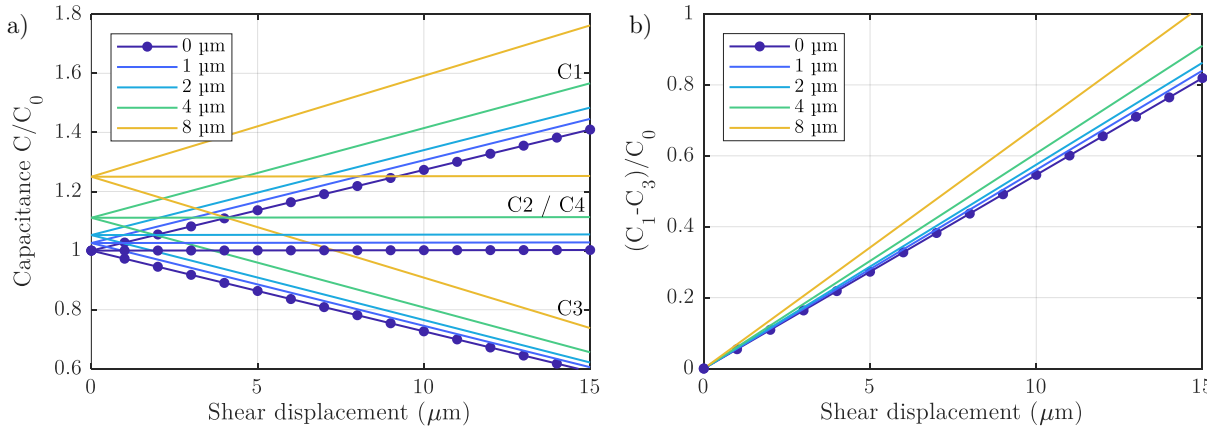 a)
Capacitance C/C₀
1.8
1.6
1.4
1.2
1
0.8
0.6
0 µm
1 µm
2 µm
4 µm
8 µm
C1
C2 / C4
C3
0
5
10
15
Shear displacement (µm)
b)
(C₁-C₃)/C₀
1
0.8
0.6
0.4
0.2
0
0 µm
1 µm
2 µm
4 µm
8 µm
0
5
10
15
Shear displacement (µm)